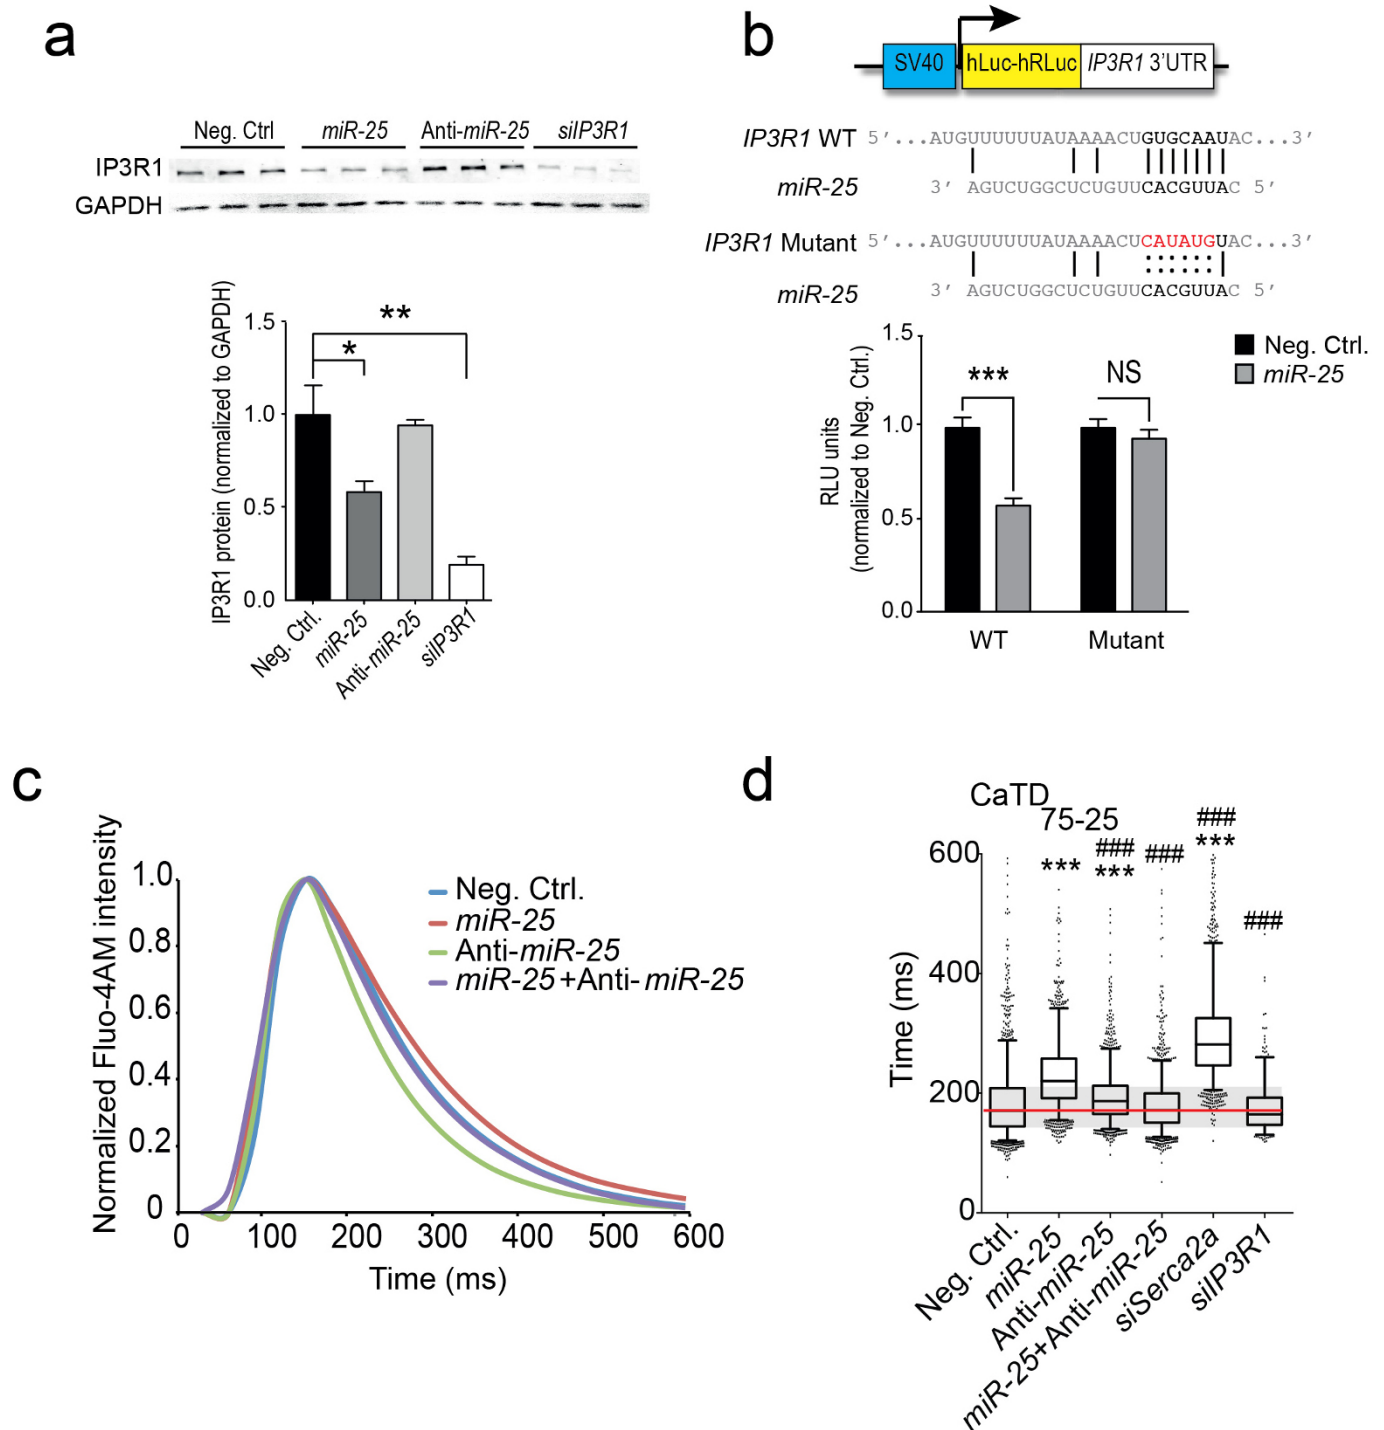 a
Neg. Ctrl
miR-25
Anti-miR-25
siIP3R1
IP3R1
GAPDH
IP3R1 protein (normalized to GAPDH)
1.5
1.0
0.5
0.0
**
*
Neg. Ctrl.
miR-25
Anti-miR-25
siIP3R1
b
SV40
hLuc-hRLuc
IP3R1 3'UTR
IP3R1 WT 5'...AUGUUUUUUAUAAAACUGUGCAAUAC...3'
miR-25 3' AGUCUGGCUCUGUUCACGUUAC 5'
IP3R1 Mutant 5'...AUGUUUUUUAUAAAACUCAUAUGUAC...3'
miR-25 3' AGUCUGGCUCUGUUCACGUUAC 5'
RLU units
(normalized to Neg. Ctrl.)
1.5
1.0
0.5
0.0
***
NS
Neg. Ctrl.
miR-25
WT
Mutant
c
Normalized Fluo-4AM intensity
1.0
0.8
0.6
0.4
0.2
0
0 100 200 300 400 500 600
Time (ms)
Neg. Ctrl.
miR-25
Anti-miR-25
miR-25+Anti-miR-25
d
CaTD
75-25
Time (ms)
600
400
200
0
***
###
***
###
###
***
###
Neg. Ctrl.
miR-25
Anti-miR-25
miR-25+Anti-miR-25
siSerca2a
siIP3R1